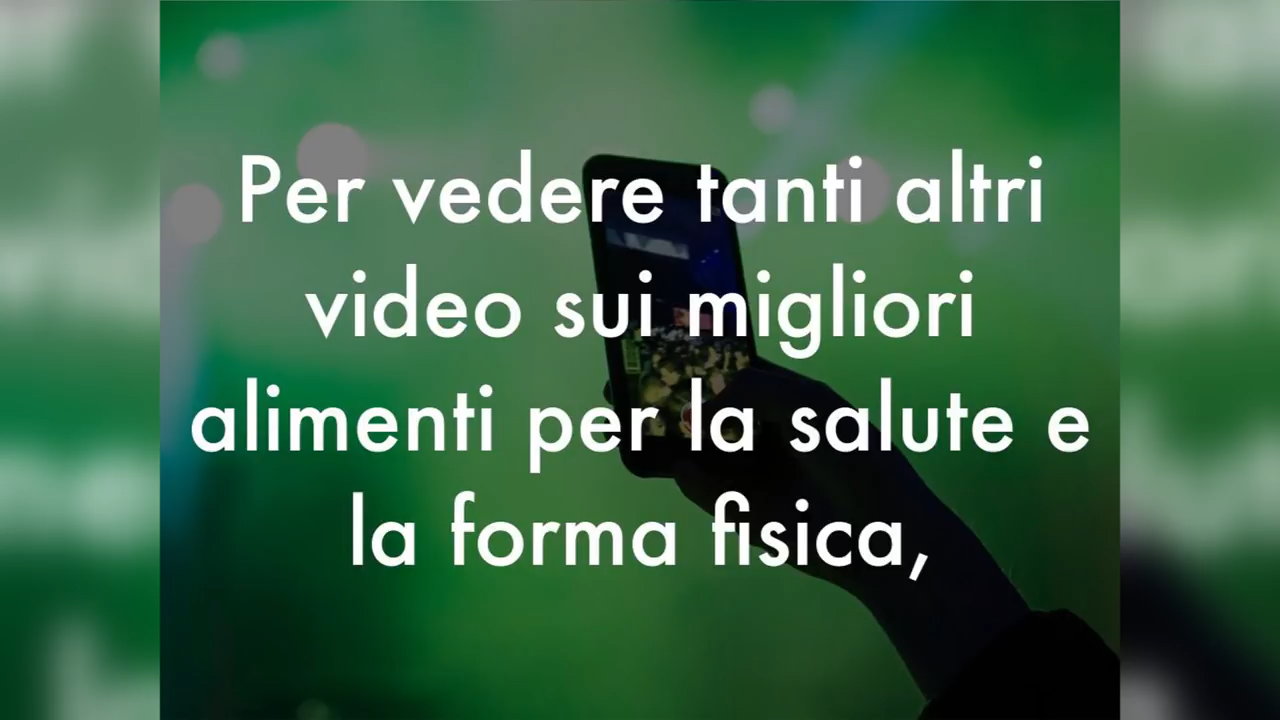 Per vedere tanti altri
video sui migliori
alimenti per la salute e
la forma fisica,